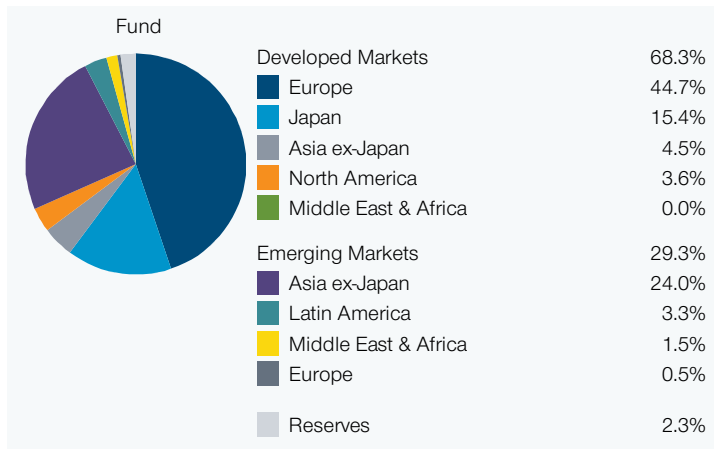 Fund
Developed Markets 68.3%
Europe 44.7%
Japan 15.4%
Asia ex-Japan 4.5%
North America 3.6%
Middle East & Africa 0.0%
Emerging Markets 29.3%
Asia ex-Japan 24.0%
Latin America 3.3%
Middle East & Africa 1.5%
Europe 0.5%
Reserves 2.3%